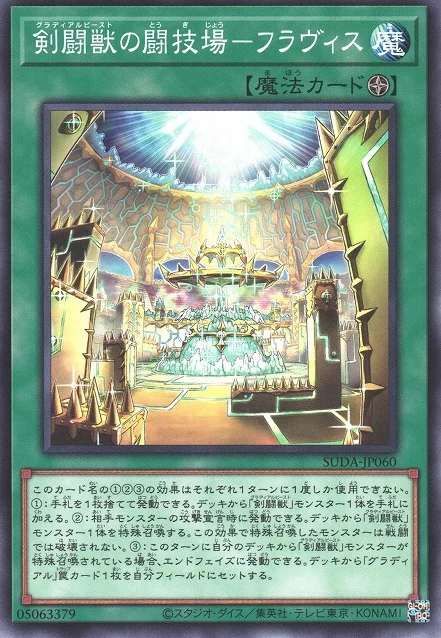 グラディアルビースト とうぎじょう
剣闘獣の闘技場－フラヴィス 魔
まほう
【魔法カード】
SUDA-JP060
このカード名の①②③の効果はそれぞれ1ターンに1度しか使用できない。
①：手札を1枚捨てて発動できる。デッキから「剣闘獣」モンスター1体を手札に
加える。②：相手モンスターの攻撃宣言時に発動できる。デッキから「剣闘獣」
モンスター1体を特殊召喚する。この効果で特殊召喚したモンスターは戦闘
では破壊されない。③：このターンに自分のデッキから「剣闘獣」モンスターが
特殊召喚されている場合、エンドフェイズに発動できる。デッキから「グラディ
アル」罠カード1枚を自分フィールドにセットする。
05063379 ©スタジオ・ダイス／集英社・テレビ東京・KONAMI